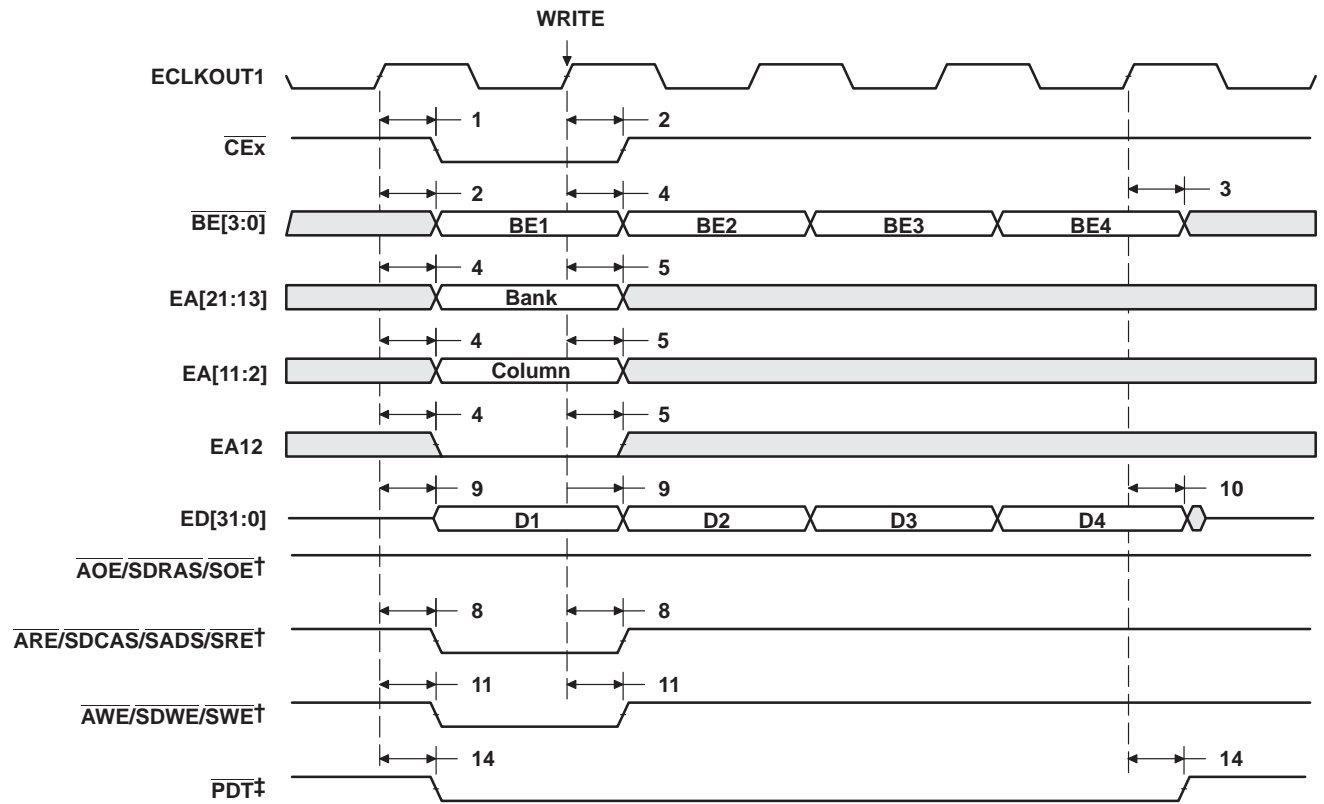 WRITE
ECLKOUT1
1 2
CEx
2 4 3
BE[3:0] BE1 BE2 BE3 BE4
4 5
EA[21:13] Bank
4 5
EA[11:2] Column
4 5
EA12
9 9 10
ED[31:0] D1 D2 D3 D4
AOE/SDRAS/SOE†
8 8
ARE/SDCAS/SADS/SRE†
11 11
AWE/SDWE/SWE†
14 14
PDT‡